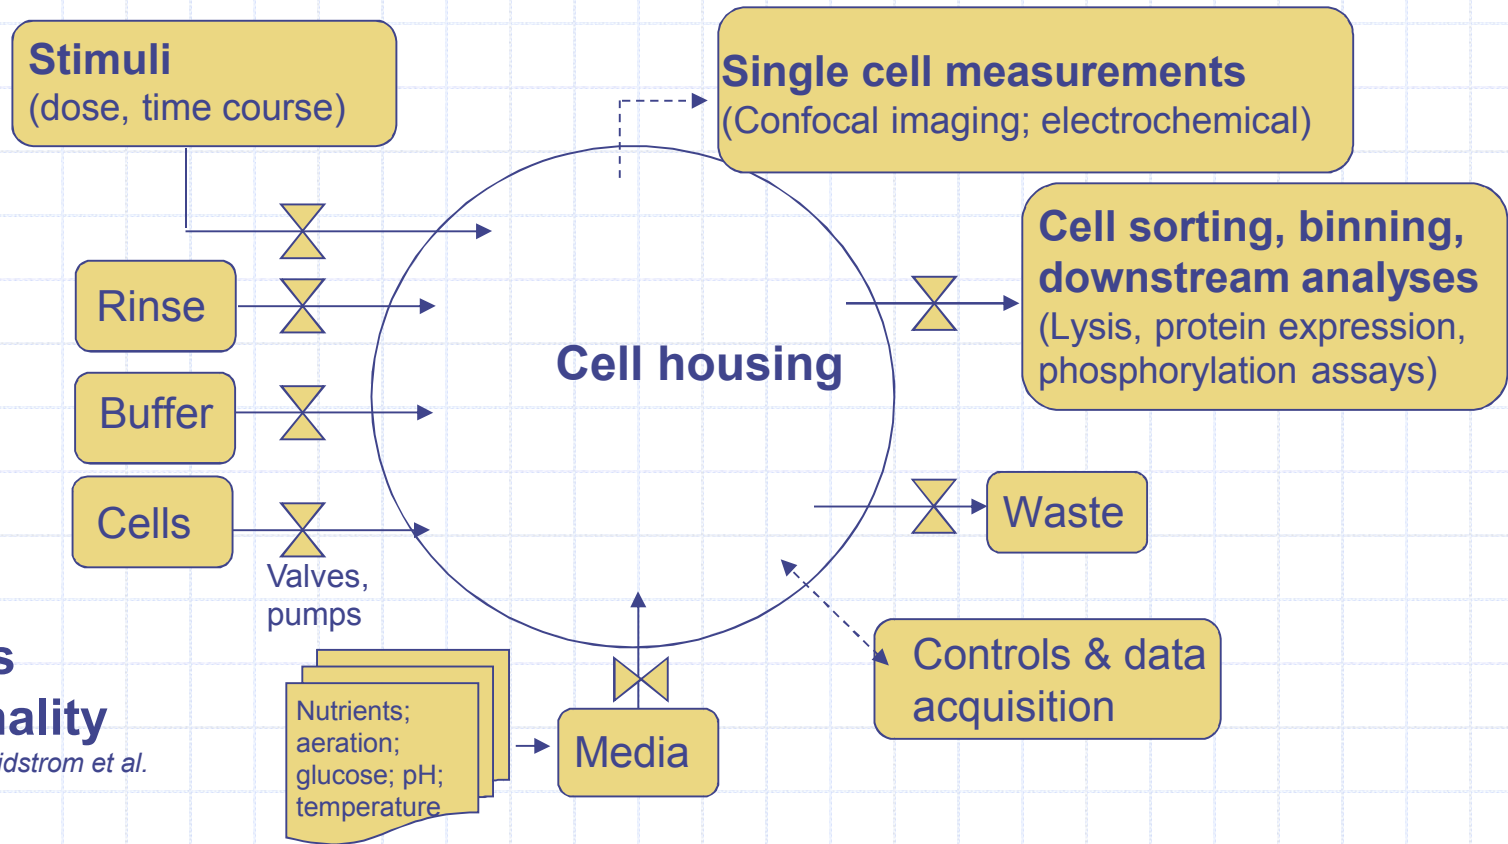 Stimuli
(dose, time course)
Single cell measurements
(Confocal imaging; electrochemical)
Cell sorting, binning,
downstream analyses
(Lysis, protein expression,
phosphorylation assays)
Rinse
Buffer
Cells
Valves,
pumps
Cell housing
Waste
Controls & data
acquisition
Nutrients;
aeration;
glucose; pH;
temperature
Media
et al.